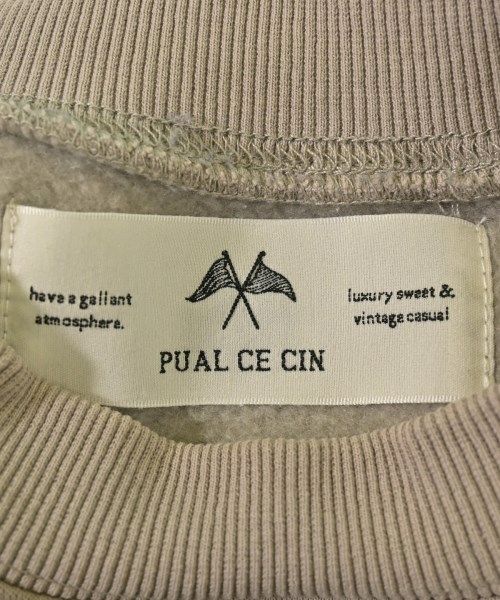 have a gallant
atmosphere.
luxury sweet &
vintage casual
PUAL CE CIN